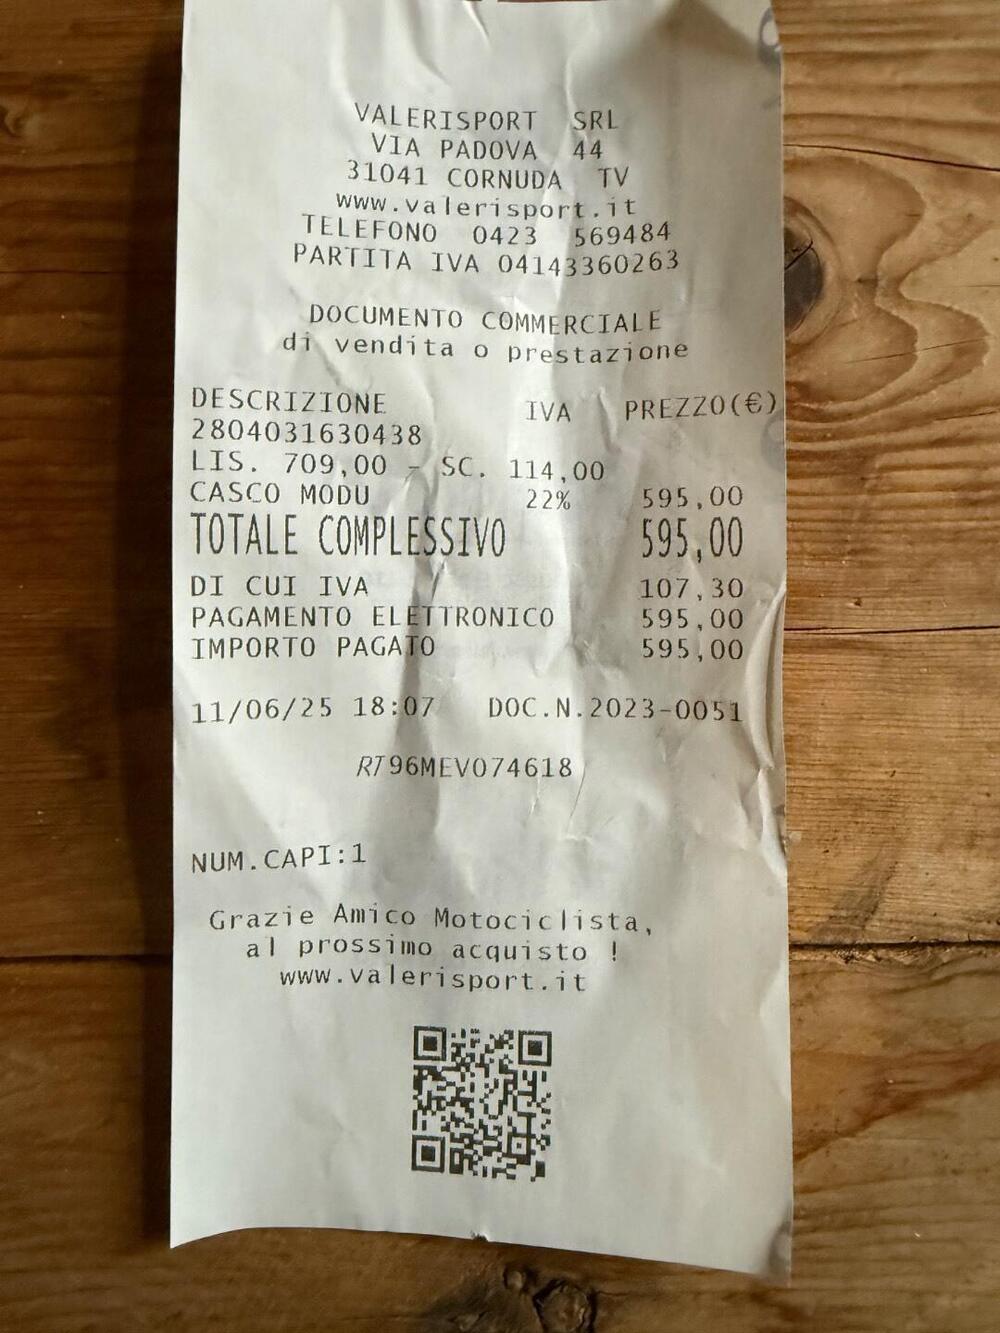 VALERISPORT SRL
VIA PADOVA 44
31041 CORNUDA TV
www.valerisport.it
TELEFONO 0423 569484
PARTITA IVA 04143360263
DOCUMENTO COMMERCIALE
di vendita o prestazione
DESCRIZIONE IVA PREZZO(€)
2804031630438
LIS. 709,00 - SC. 114,00
CASCO MODU 22% 595,00
TOTALE COMPLESSIVO 595,00
DI CUI IVA 107,30
PAGAMENTO ELETTRONICO 595,00
IMPORTO PAGATO 595,00
11/06/25 18:07 DOC.N.2023-0051
RT96MEV074618
NUM.CAPI:1
Grazie Amico Motociclista,
al prossimo acquisto !
www.valerisport.it